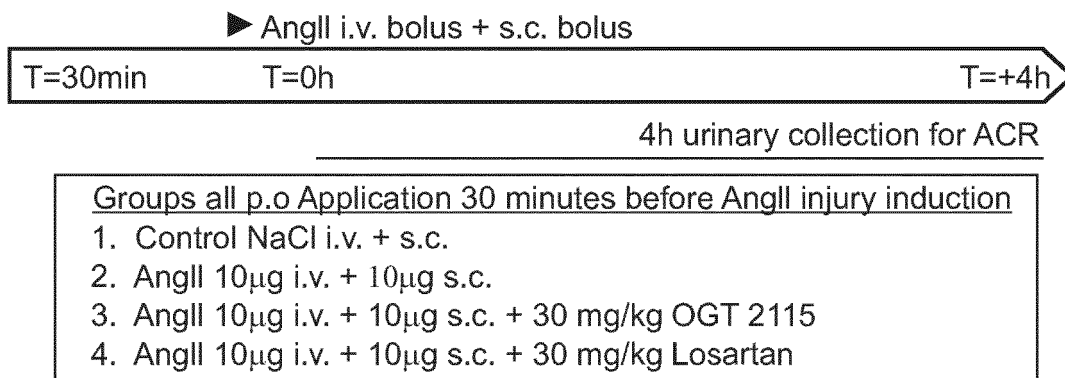 ▶ AngII i.v. bolus + s.c. bolus
T=30min T=0h T=+4h
4h urinary collection for ACR
Groups all p.o Application 30 minutes before AngII injury induction
1. Control NaCl i.v. + s.c.
2. AngII 10μg i.v. + 10μg s.c.
3. AngII 10μg i.v. + 10μg s.c. + 30 mg/kg OGT 2115
4. AngII 10μg i.v. + 10μg s.c. + 30 mg/kg Losartan